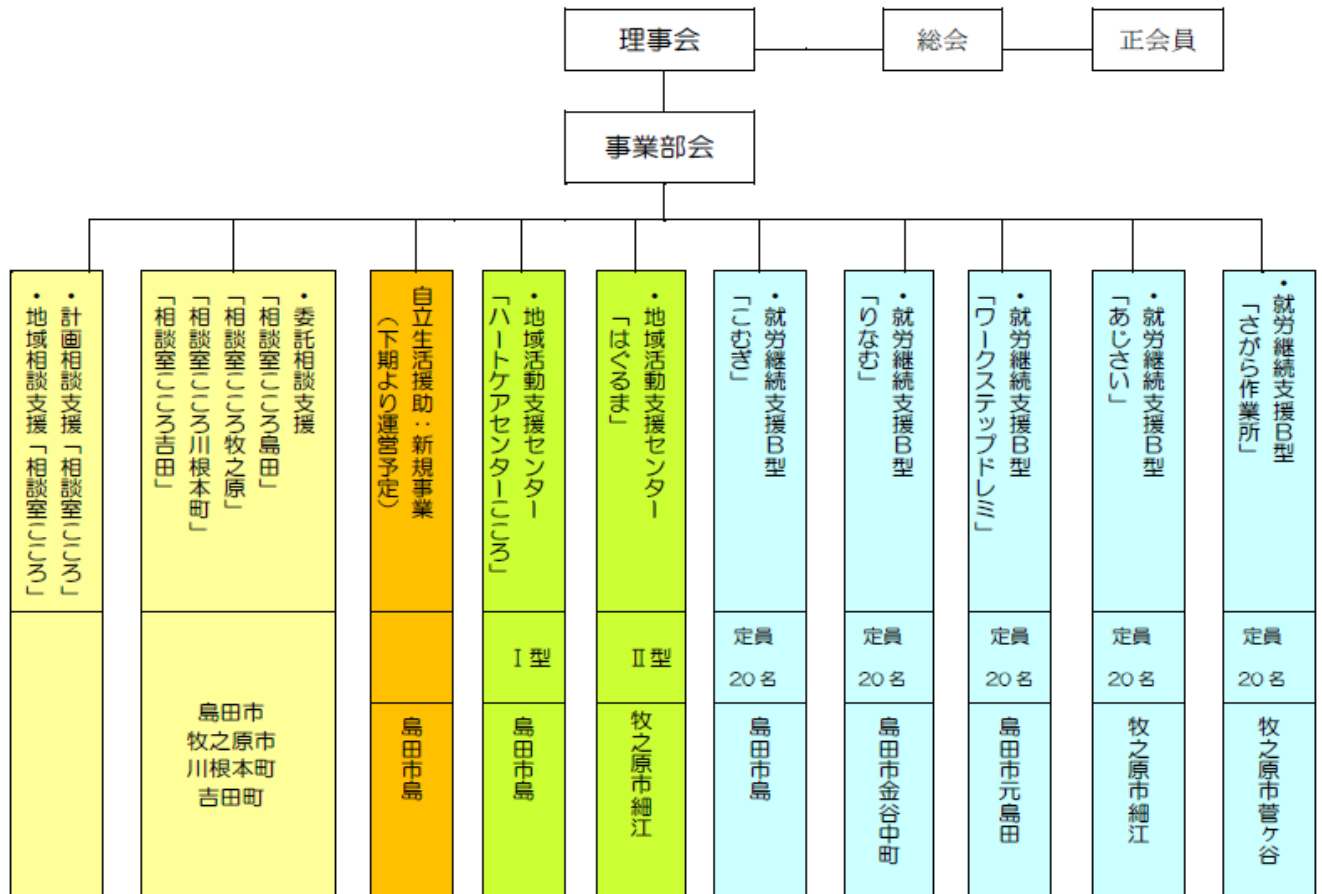 理事会
総会
正会員
事業部会
・計画相談支援「相談室こころ」
・地域相談支援「相談室こころ」
・委託相談支援
「相談室こころ島田」
「相談室こころ牧之原」
「相談室こころ川根本町」
「相談室こころ吉田」
島田市
牧之原市
川根本町
吉田町
自立生活援助：新規事業
（下期より運営予定）
島田市島
・地域活動支援センター
「ハートケアセンターこころ」
Ⅰ型
島田市島
・地域活動支援センター
「はぐるま」
Ⅱ型
牧之原市細江
・就労継続支援B型
「こむぎ」
定員
20名
島田市島
・就労継続支援B型
「りなむ」
定員
20名
島田市金谷中町
・就労継続支援B型
「ワークステップドレミ」
定員
20名
島田市元島田
・就労継続支援B型
「あじさい」
定員
20名
牧之原市細江
・就労継続支援B型
「さがら作業所」
定員
20名
牧之原市菅ヶ谷